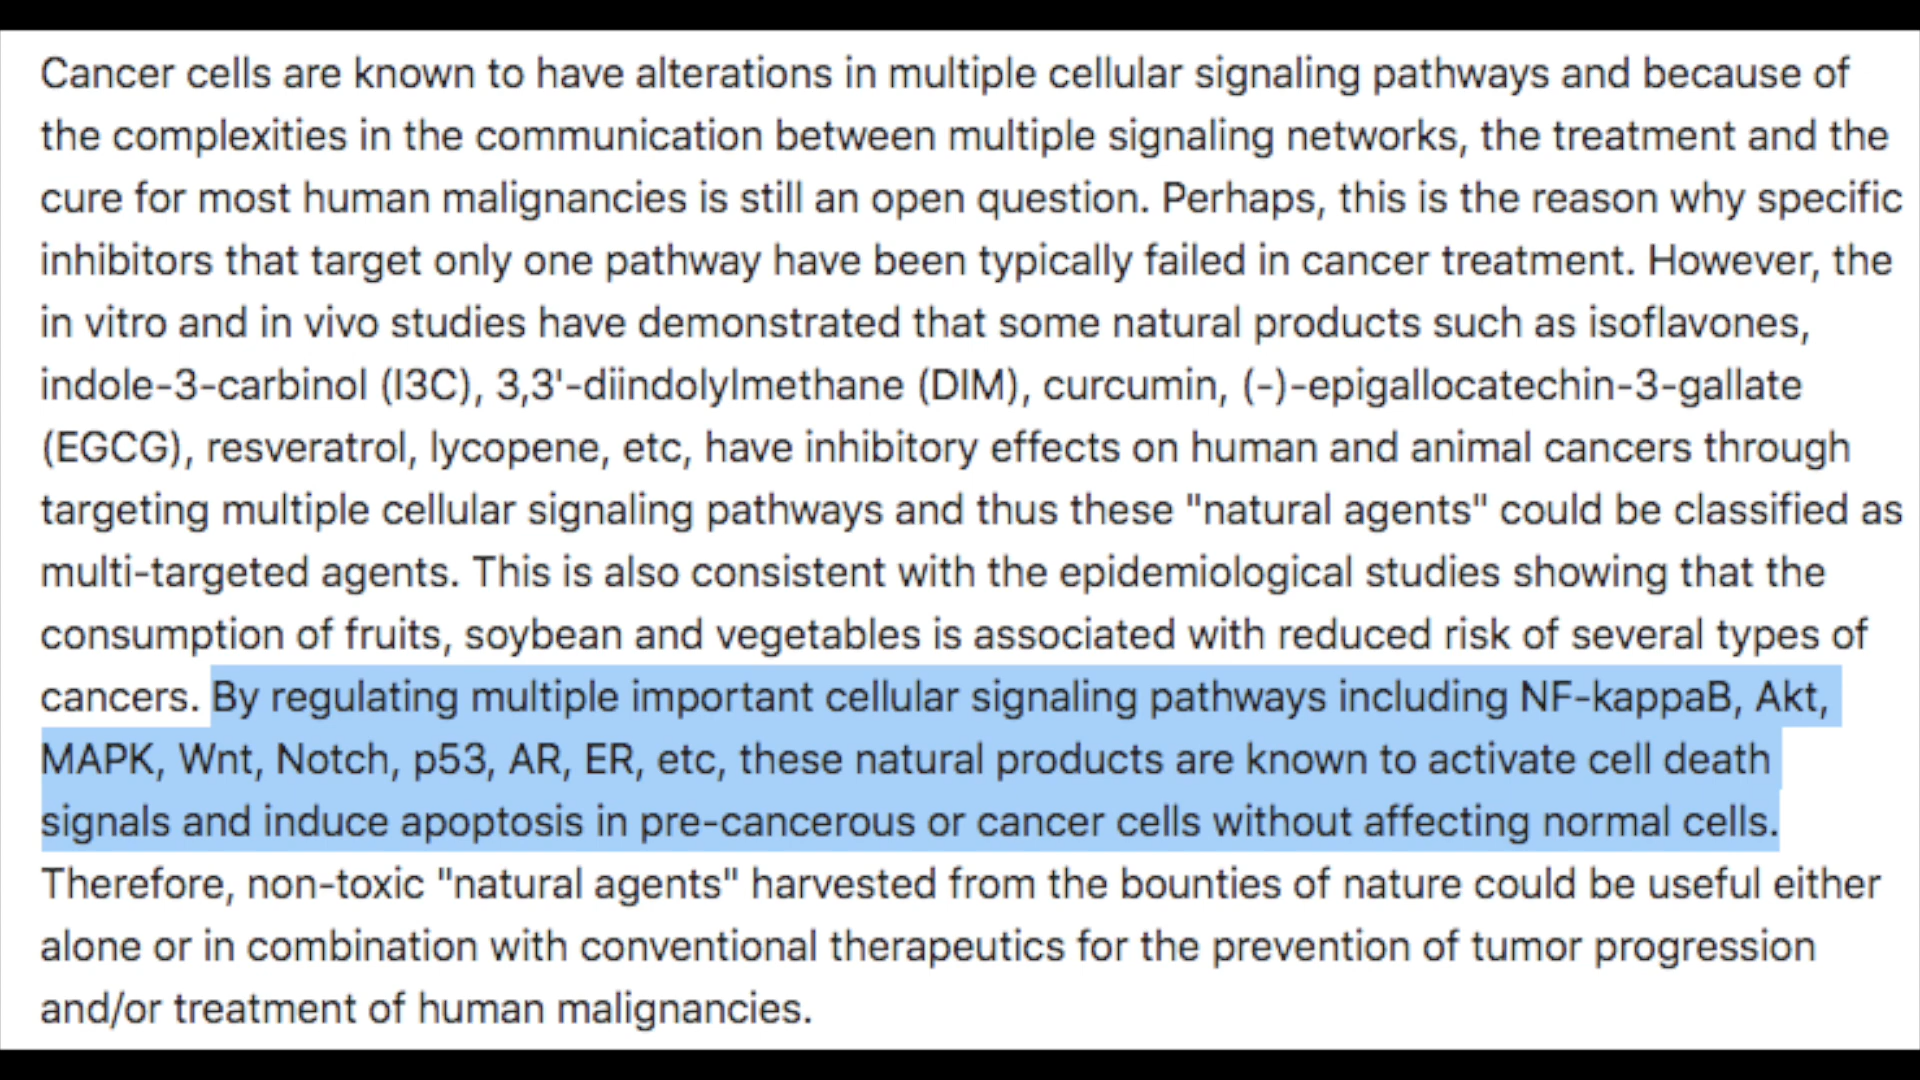 Cancer cells are known to have alterations in multiple cellular signaling pathways and because of
the complexities in the communication between multiple signaling networks, the treatment and the
cure for most human malignancies is still an open question. Perhaps, this is the reason why specific
inhibitors that target only one pathway have been typically failed in cancer treatment. However, the
in vitro and in vivo studies have demonstrated that some natural products such as isoflavones,
indole-3-carbinol (I3C), 3,3'-diindolylmethane (DIM), curcumin, (-)-epigallocatechin-3-gallate
(EGCG), resveratrol, lycopene, etc, have inhibitory effects on human and animal cancers through
targeting multiple cellular signaling pathways and thus these "natural agents" could be classified as
multi-targeted agents. This is also consistent with the epidemiological studies showing that the
consumption of fruits, soybean and vegetables is associated with reduced risk of several types of
cancers. By regulating multiple important cellular signaling pathways including NF-kappaB, Akt,
MAPK, Wnt, Notch, p53, AR, ER, etc, these natural products are known to activate cell death
signals and induce apoptosis in pre-cancerous or cancer cells without affecting normal cells.
Therefore, non-toxic "natural agents" harvested from the bounties of nature could be useful either
alone or in combination with conventional therapeutics for the prevention of tumor progression
and/or treatment of human malignancies.